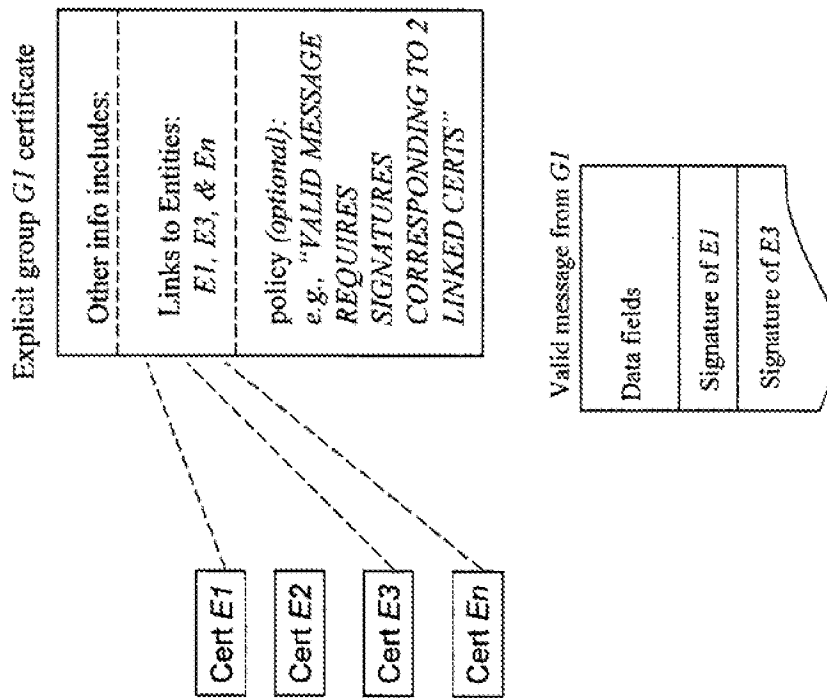 Explicit group G1 certificate
Other info includes:
Links to Entities:
E1, E3, & En
policy (optional):
e.g., "VALID MESSAGE
REQUIRES
SIGNATURES
CORRESPONDING TO 2
LINKED CERTS"
Cert E1
Cert E2
Cert E3
Cert En
Valid message from G1
Data fields
Signature of E1
Signature of E3